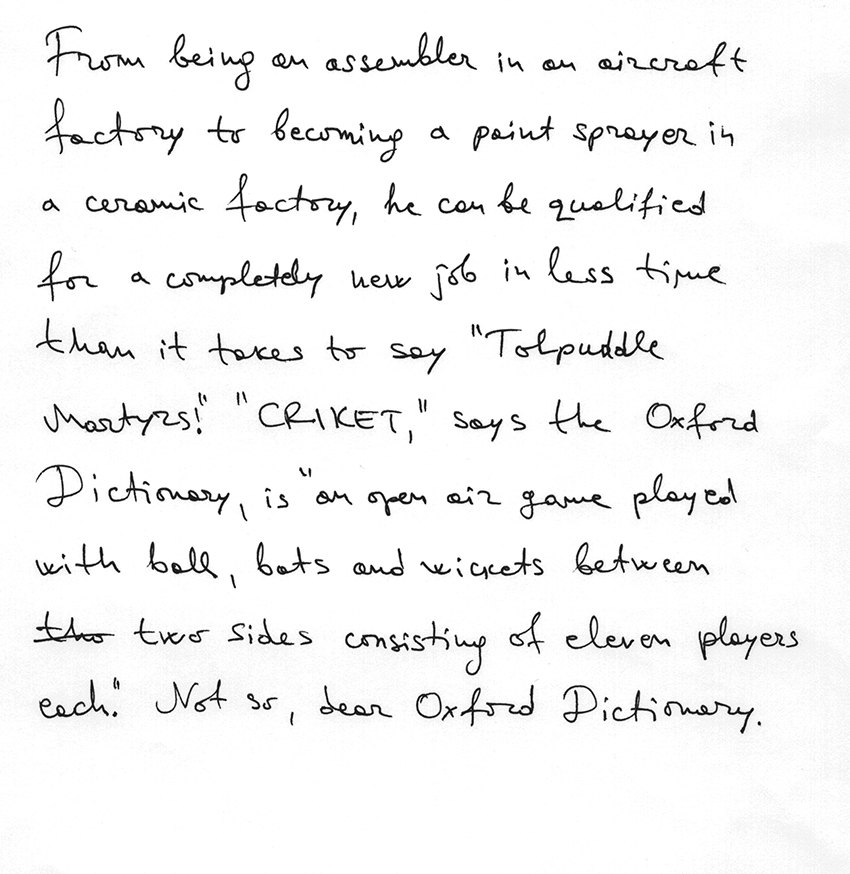 From being an assembler in an aircraft
factory to becoming a paint sprayer in
a ceramic factory, he can be qualified
for a completely new job in less time
than it takes to say "Tolpuddle
Martyrs!" "CRIKET," says the Oxford
Dictionary, is "an open air game played
with ball, bats and wickets between
~~tho~~ two sides consisting of eleven players
each." Not so, dear Oxford Dictionary.